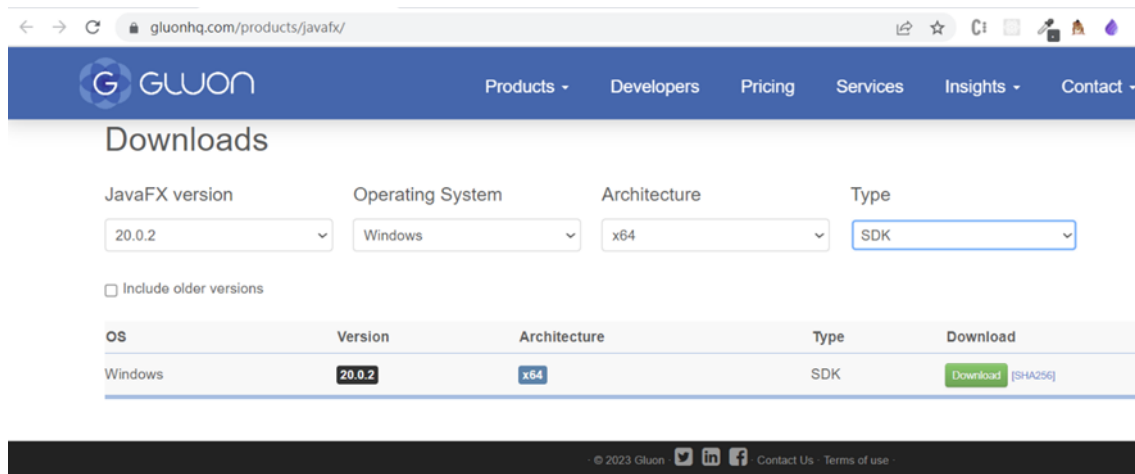 gluonhq.com/products/javafx/
GLUON
Products Developers Pricing Services Insights Contact
Downloads
JavaFX version Operating System Architecture Type
20.0.2 Windows x64 SDK
Include older versions
OS Version Architecture Type Download
Windows 20.0.2 x64 SDK Download [SHA256]
· © 2023 Gluon · Contact Us · Terms of use ·